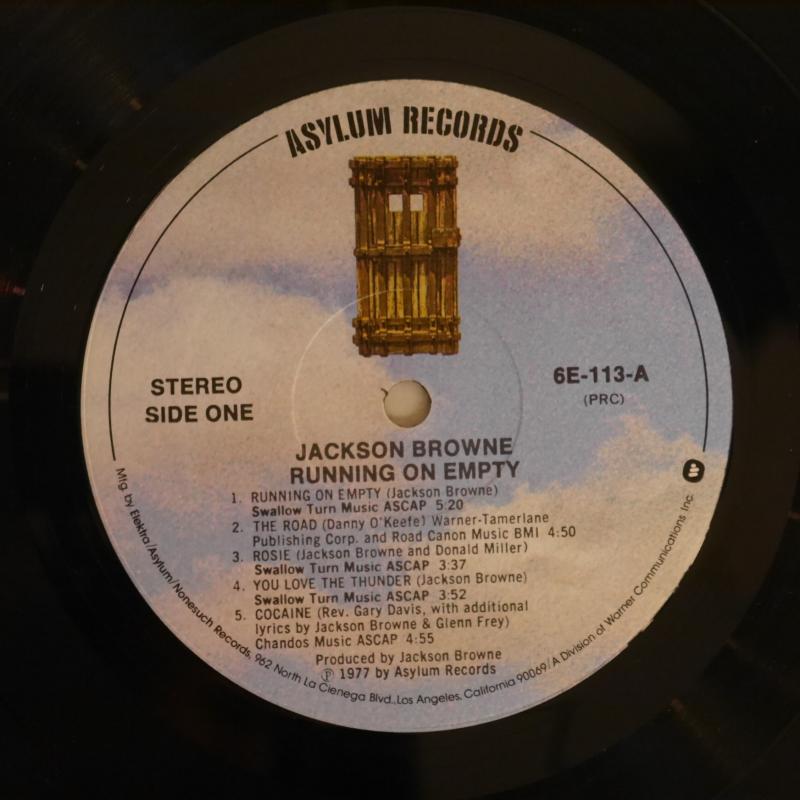 ASYLUM RECORDS
STEREO
SIDE ONE
6E-113-A
(PRC)
JACKSON BROWNE
RUNNING ON EMPTY
1. RUNNING ON EMPTY (Jackson Browne)
Swallow Turn Music ASCAP 5:20
2. THE ROAD (Danny O'Keefe) Warner-Tamerlane
Publishing Corp. and Road Canon Music BMI 4:50
3. ROSIE (Jackson Browne and Donald Miller)
Swallow Turn Music ASCAP 3:37
4. YOU LOVE THE THUNDER (Jackson Browne)
Swallow Turn Music ASCAP 3:52
5. COCAINE (Rev. Gary Davis, with additional
lyrics by Jackson Browne & Glenn Frey)
Chandos Music ASCAP 4:55
Produced by Jackson Browne
℗ 1977 by Asylum Records
Mfg. by Elektra/Asylum/Nonesuch Records, 962 North La Cienega Blvd., Los Angeles, California 90069/A Division of Warner Communications Inc.